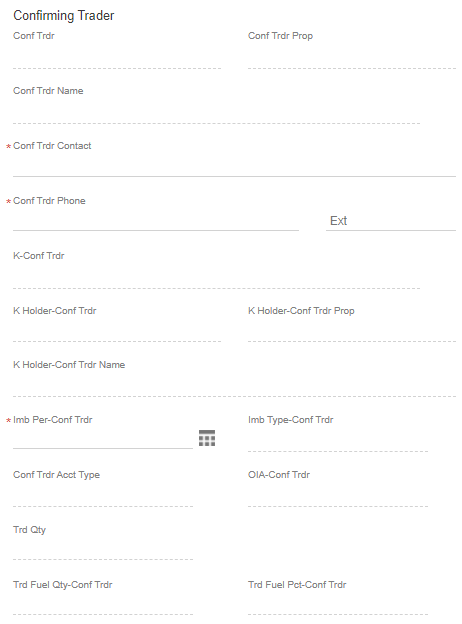 Confirming Trader
Conf Trdr Conf Trdr Prop
Conf Trdr Name
* Conf Trdr Contact
* Conf Trdr Phone
Ext
K-Conf Trdr
K Holder-Conf Trdr K Holder-Conf Trdr Prop
K Holder-Conf Trdr Name
* Imb Per-Conf Trdr Imb Type-Conf Trdr
Conf Trdr Acct Type OIA-Conf Trdr
Trd Qty
Trd Fuel Qty-Conf Trdr Trd Fuel Pct-Conf Trdr